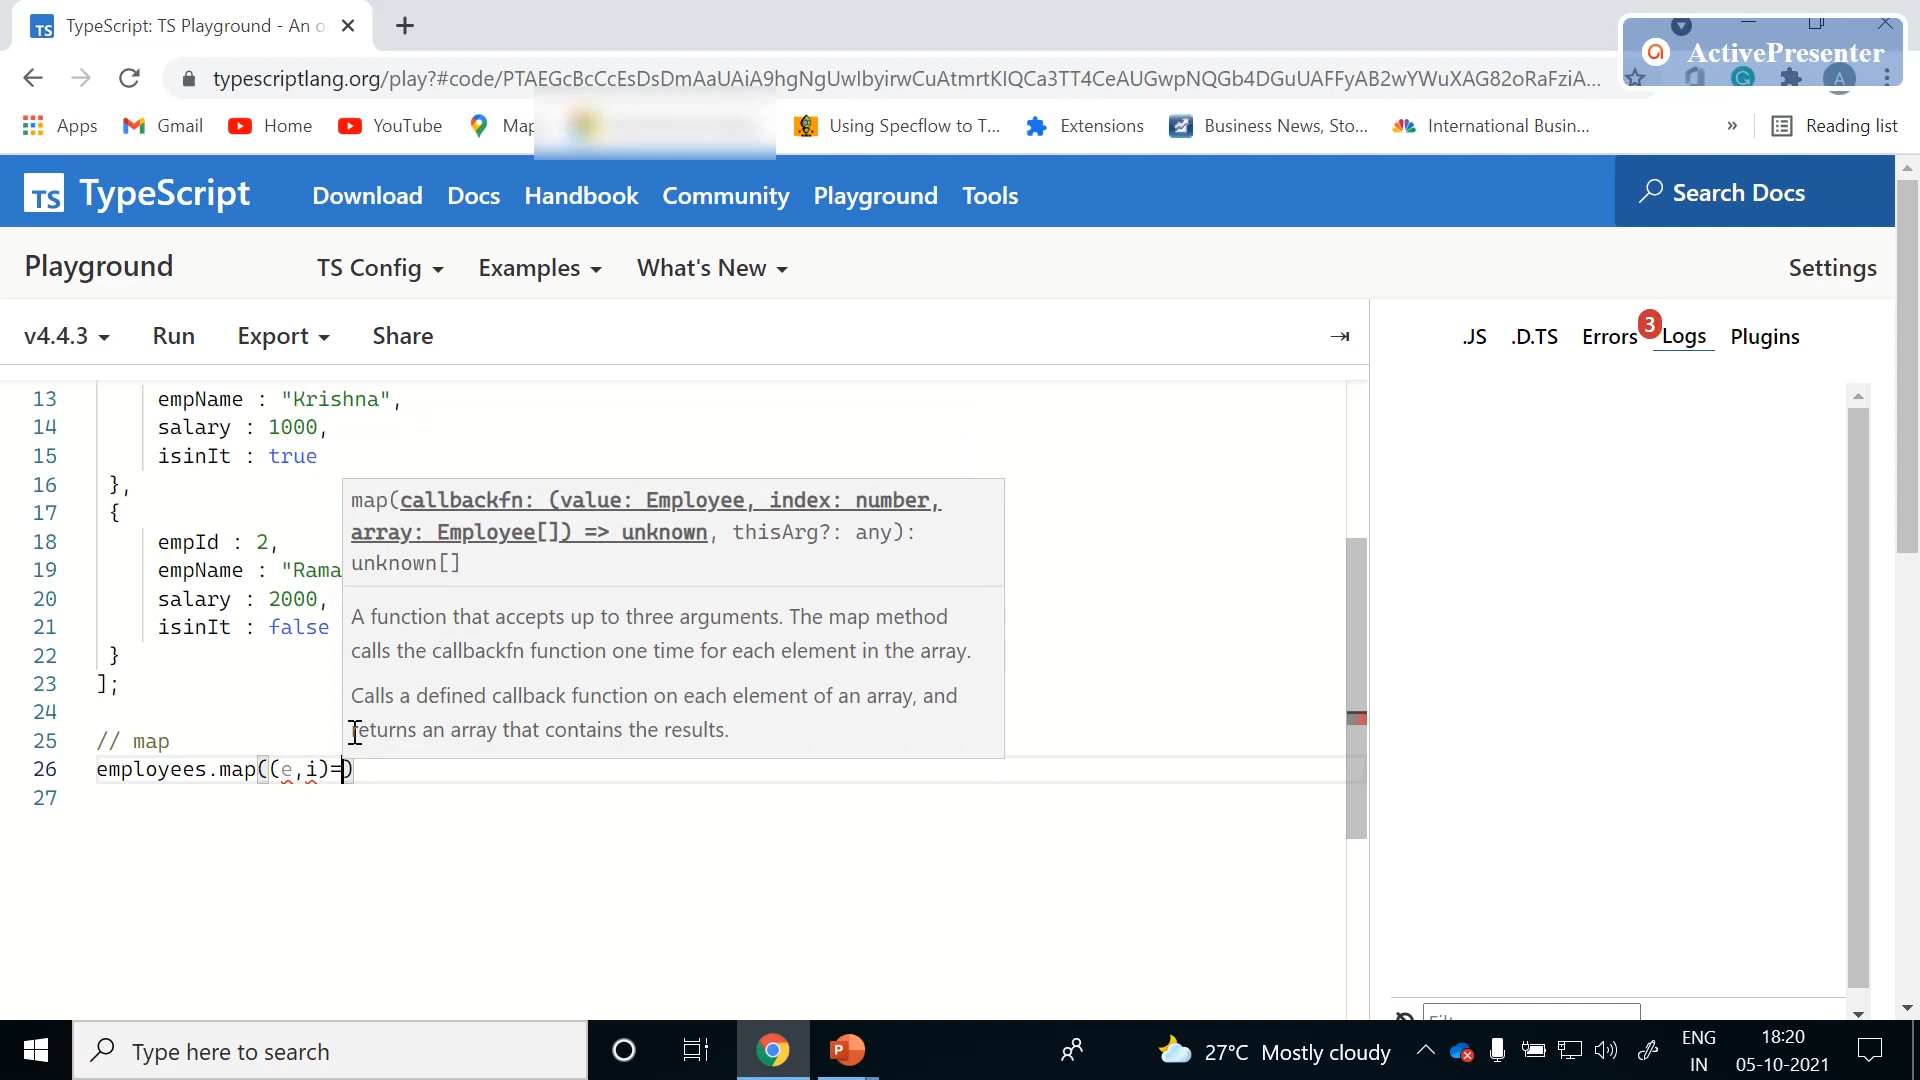 TypeScript: TS Playground - An o
ActivePresenter
typescriptlang.org/play?#code/PTAEGcBcCcEsDsDmAaUAiA9hgNgUwIbyirwCuAtmrtKIQCa3TT4CeAUGwpNQGb4DGuUAFFyAB2wYWuXAG82oRaFziA...
Apps
Gmail
Home
YouTube
Map
Using Specflow to T...
Extensions
Business News, Sto...
International Busin...
»
Reading list
TS TypeScript
Download
Docs
Handbook
Community
Playground
Tools
Search Docs
Playground
TS Config
Examples
What's New
Settings
v4.4.3
Run
Export
Share
.JS
.D.TS
Errors
3
Logs
Plugins
13 empName : "Krishna",
14 salary : 1000,
15 isinIt : true
16 },
17 {
18 empId : 2,
19 empName : "Rama
20 salary : 2000,
21 isinIt : false
22 }
23 ];
24
25 // map
26 employees.map((e,i)=)
27
map(callbackfn: (value: Employee, index: number,
array: Employee[]) => unknown, thisArg?: any):
unknown[]
A function that accepts up to three arguments. The map method
calls the callbackfn function one time for each element in the array.
Calls a defined callback function on each element of an array, and
returns an array that contains the results.
Type here to search
27°C Mostly cloudy
ENG
IN
18:20
05-10-2021